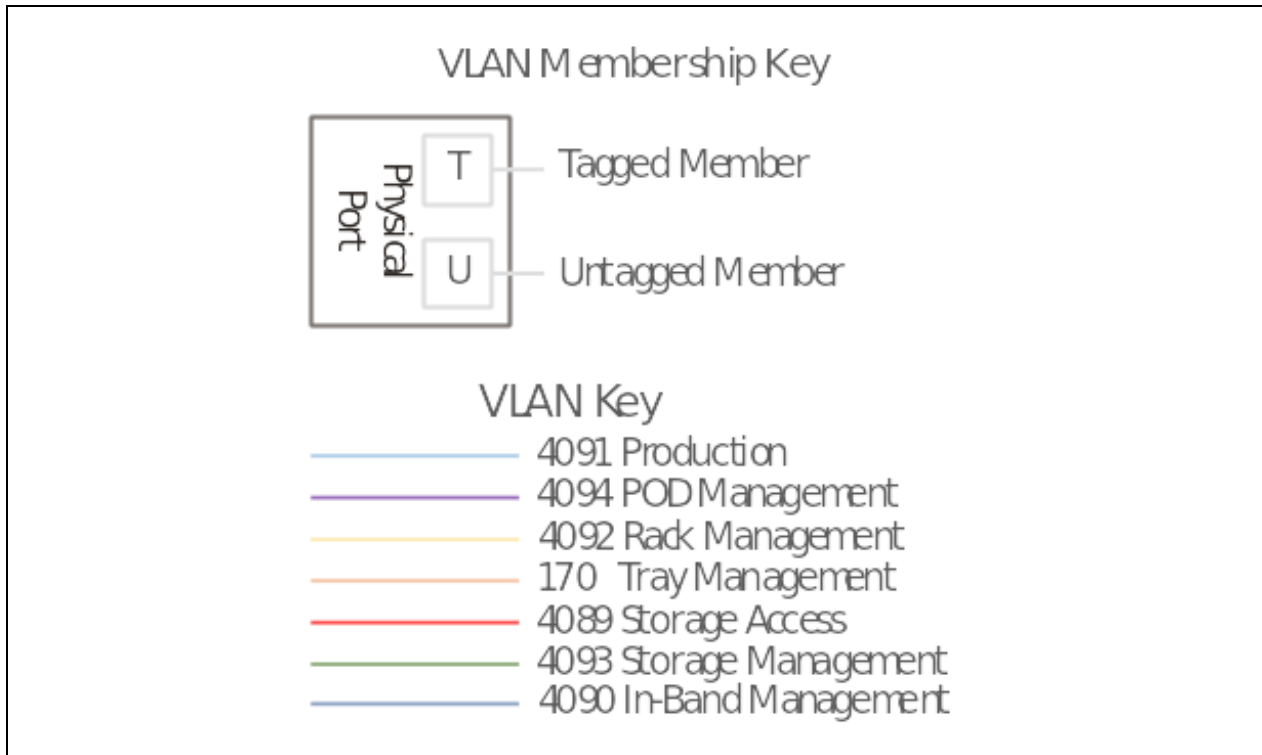 VLAN Membership Key
Physical
Port
T
Tagged Member
U
Untagged Member
VLAN Key
4091 Production
4094 POD Management
4092 Rack Management
170 Tray Management
4089 Storage Access
4093 Storage Management
4090 In-Band Management